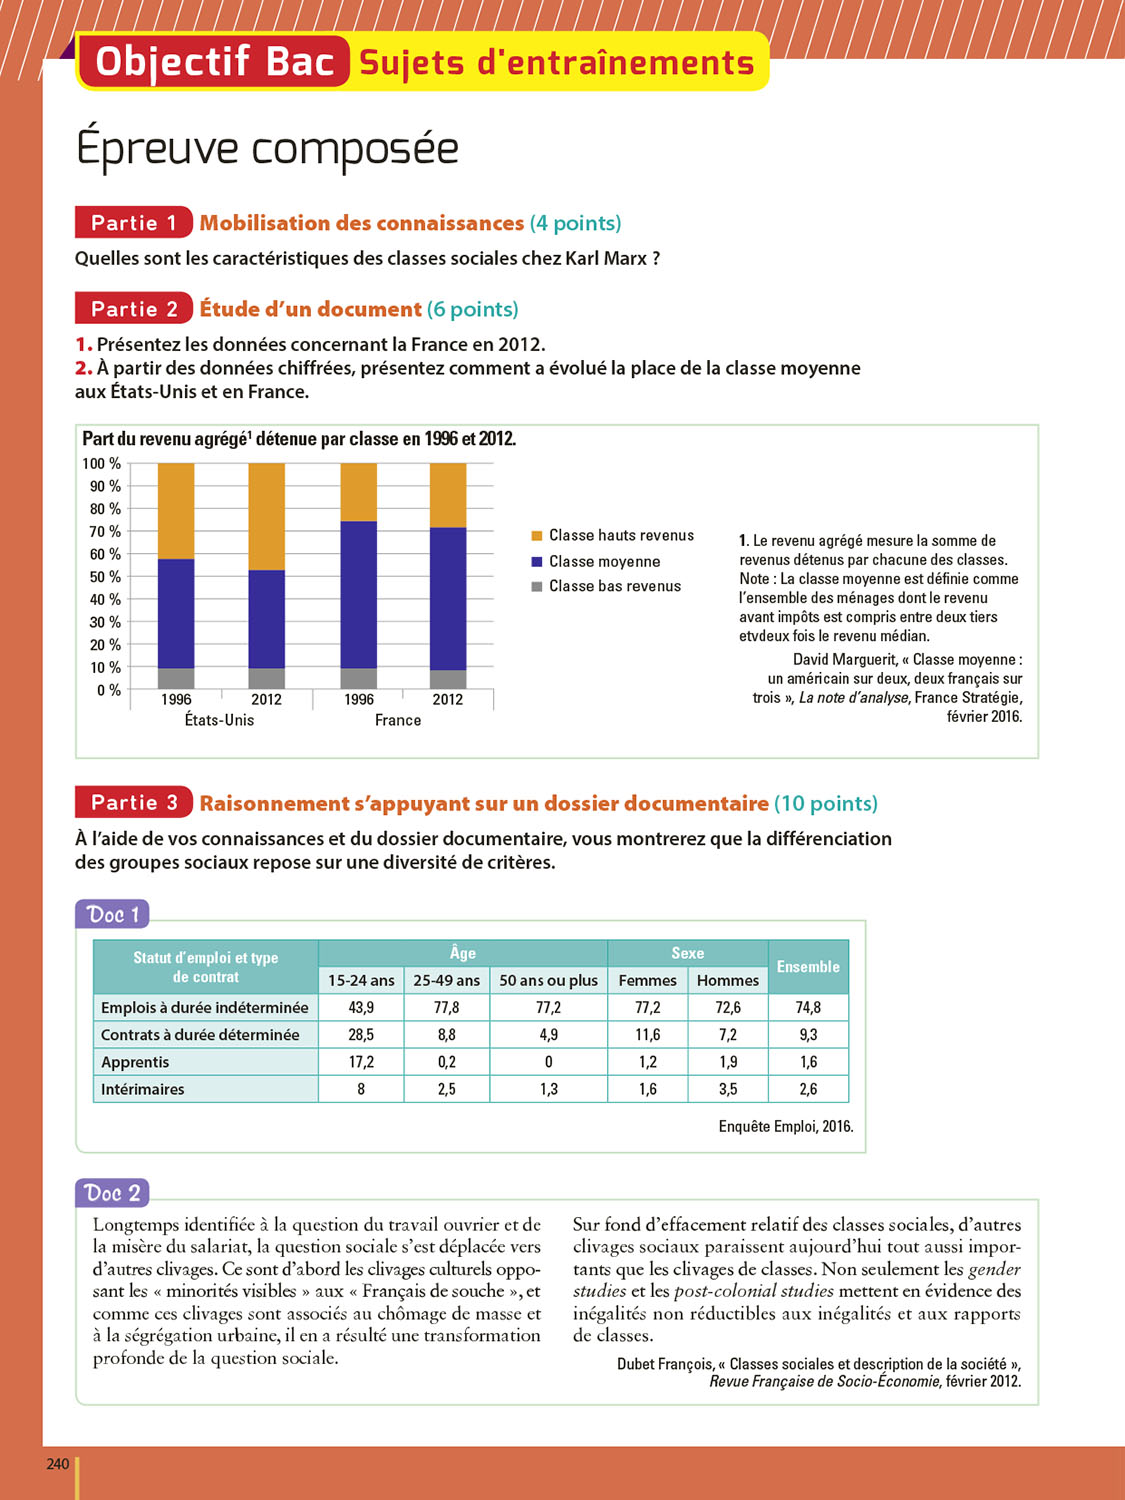 Objectif Bac Sujets d'entraînements
Épreuve composée
Partie 1 Mobilisation des connaissances (4 points)
Quelles sont les caractéristiques des classes sociales chez Karl Marx ?
Partie 2 Étude d'un document (6 points)
1. Présentez les données concernant la France en 2012.
2. À partir des données chiffrées, présentez comment a évolué la place de la classe moyenne
aux États-Unis et en France.
Part du revenu agrégé¹ détenue par classe en 1996 et 2012.
100 %
90 %
80 %
70 %
60 %
50 %
40 %
30 %
20 %
10 %
0 %
1996 2012 1996 2012
États-Unis France
Classe hauts revenus
Classe moyenne
Classe bas revenus
1. Le revenu agrégé mesure la somme de
revenus détenus par chacune des classes.
Note : La classe moyenne est définie comme
l'ensemble des ménages dont le revenu
avant impôts est compris entre deux tiers
etvdeux fois le revenu médian.
David Marguerit, « Classe moyenne :
un américain sur deux, deux français sur
trois », La note d'analyse, France Stratégie,
février 2016.
Partie 3 Raisonnement s'appuyant sur un dossier documentaire (10 points)
À l'aide de vos connaissances et du dossier documentaire, vous montrerez que la différenciation
des groupes sociaux repose sur une diversité de critères.
Doc 1
Statut d'emploi et type
de contrat
Âge Sexe Ensemble
15-24 ans 25-49 ans 50 ans ou plus Femmes Hommes
Emplois à durée indéterminée 43,9 77,8 77,2 77,2 72,6 74,8
Contrats à durée déterminée 28,5 8,8 4,9 11,6 7,2 9,3
Apprentis 17,2 0,2 0 1,2 1,9 1,6
Intérimaires 8 2,5 1,3 1,6 3,5 2,6
Enquête Emploi, 2016.
Doc 2
Longtemps identifiée à la question du travail ouvrier et de
la misère du salariat, la question sociale s'est déplacée vers
d'autres clivages. Ce sont d'abord les clivages culturels oppo-
sant les « minorités visibles » aux « Français de souche », et
comme ces clivages sont associés au chômage de masse et
à la ségrégation urbaine, il en a résulté une transformation
profonde de la question sociale.
Sur fond d'effacement relatif des classes sociales, d'autres
clivages sociaux paraissent aujourd'hui tout aussi impor-
tants que les clivages de classes. Non seulement les gender
studies et les post-colonial studies mettent en évidence des
inégalités non réductibles aux inégalités et aux rapports
de classes.
Dubet François, « Classes sociales et description de la société »,
Revue Française de Socio-Économie, février 2012.
240